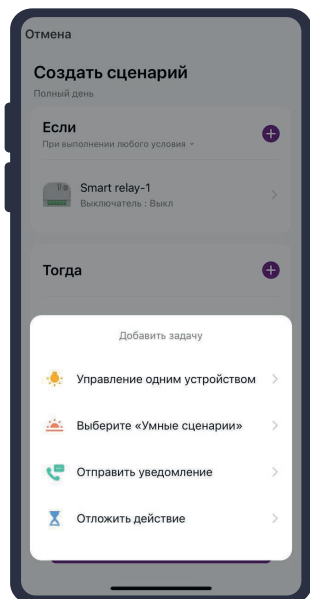 Отмена
Создать сценарий
Полный день
Если
При выполнении любого условия
Smart relay-1
Выключатель : Выкл
Тогда
Добавить задачу
Управление одним устройством
Выберите «Умные сценарии»
Отправить уведомление
Отложить действие